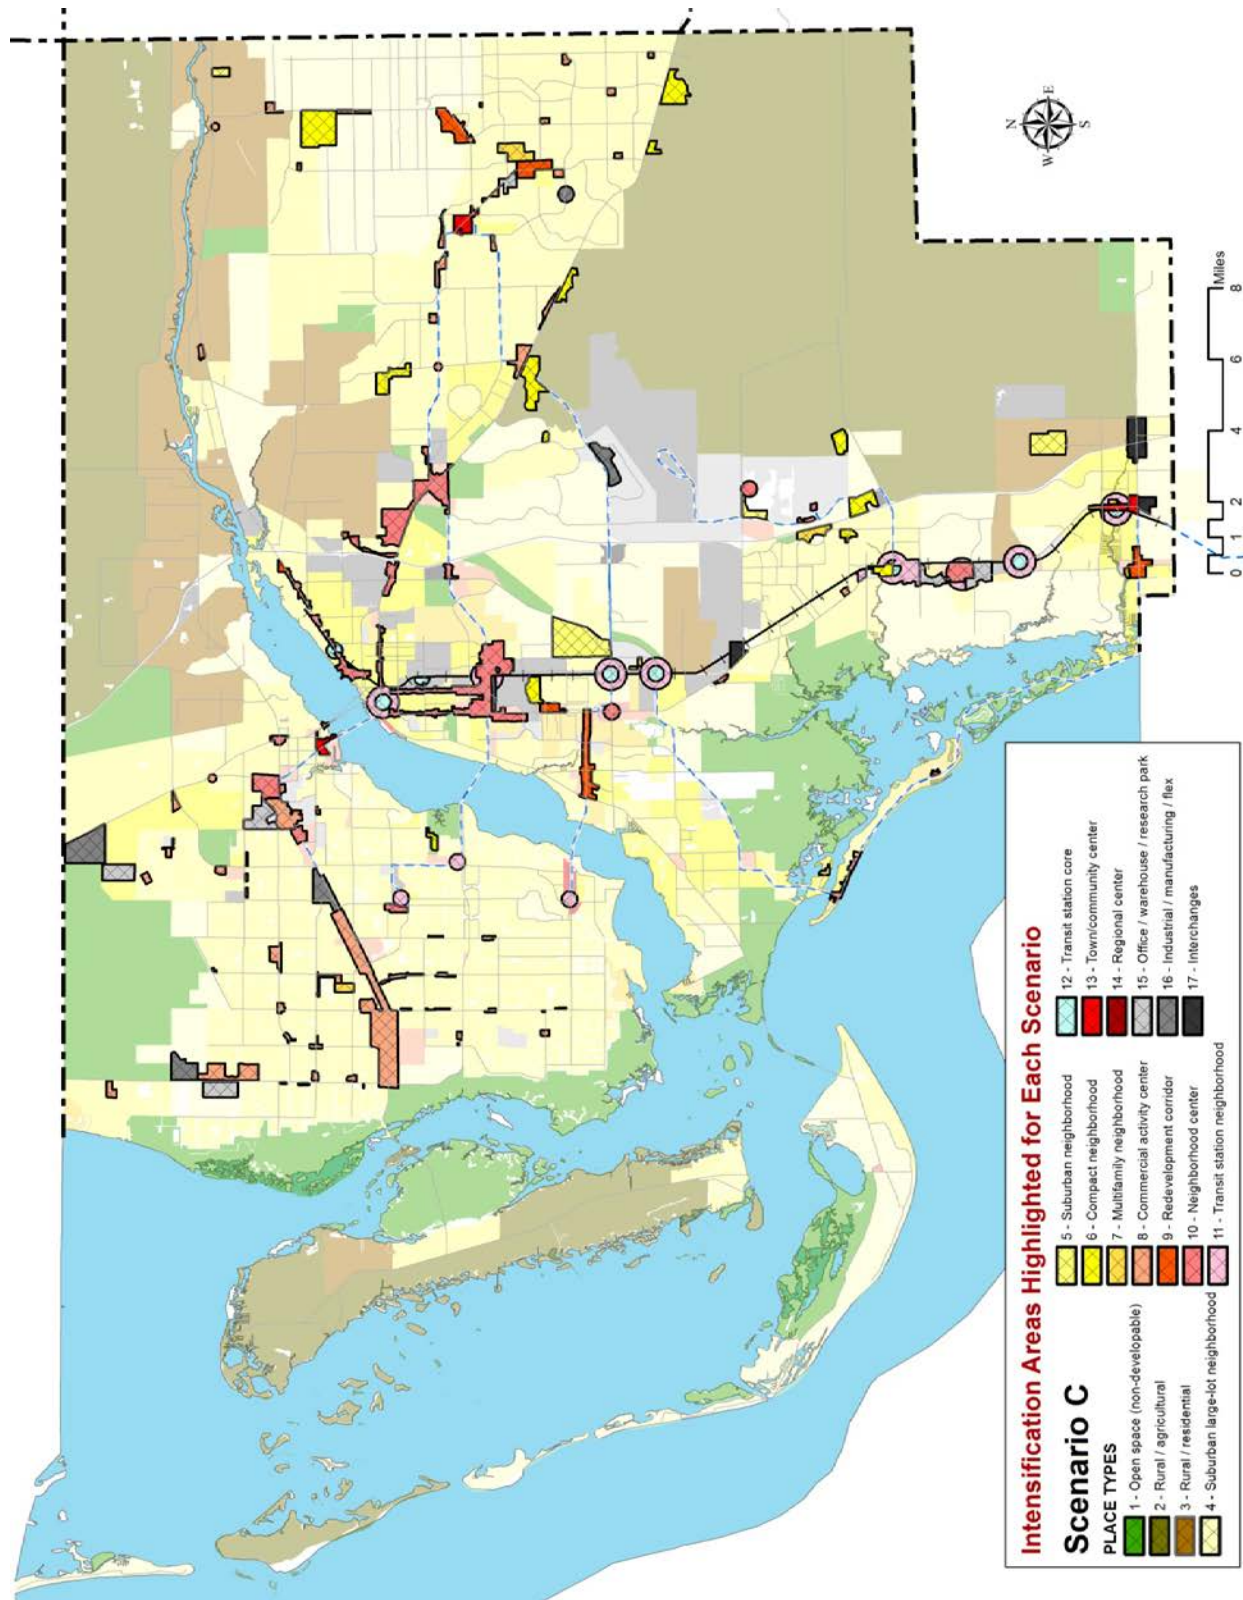 Intensification Areas Highlighted for Each Scenario
Scenario C
PLACE TYPES
1 - Open space (non-developable)
2 - Rural / agricultural
3 - Rural / residential
4 - Suburban large-lot neighborhood
5 - Suburban neighborhood
6 - Compact neighborhood
7 - Multifamily neighborhood
8 - Commercial activity center
9 - Redevelopment corridor
10 - Neighborhood center
11 - Transit station neighborhood
12 - Transit station core
13 - Town/community center
14 - Regional center
15 - Office / warehouse / research park
16 - Industrial / manufacturing / flex
17 - Interchanges
0 1 2 4 6 8
Miles
N
W E
S